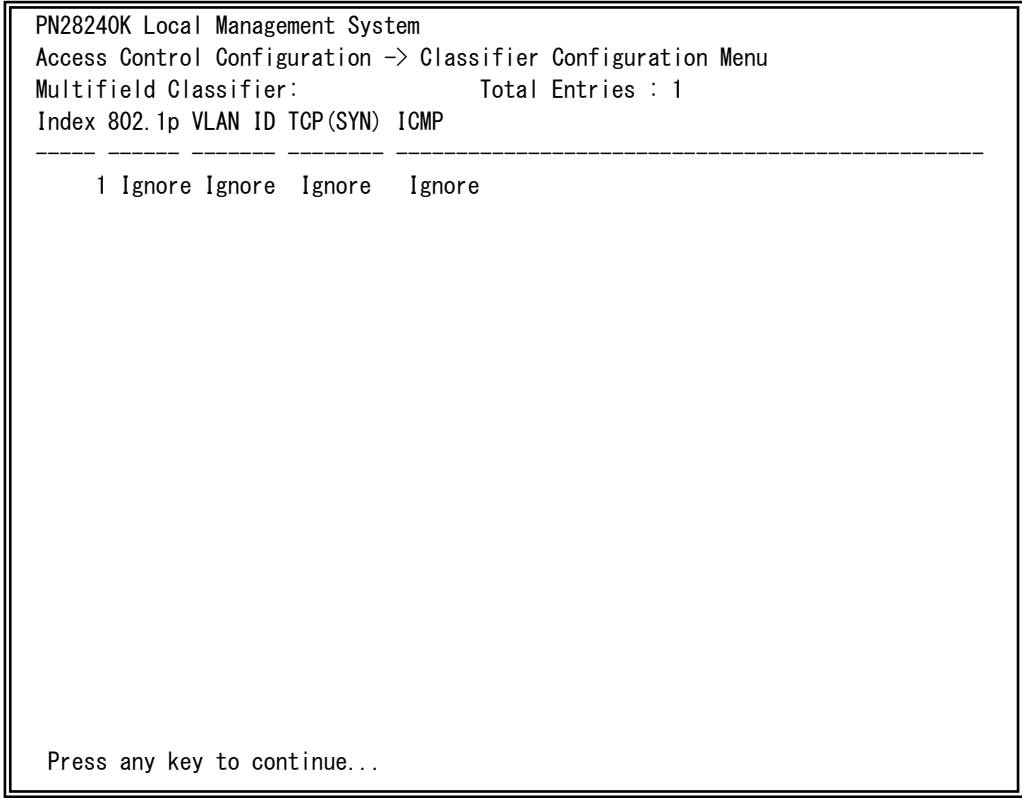 PN28240K Local Management System
Access Control Configuration -> Classifier Configuration Menu
Multifield Classifier:                Total Entries : 1
Index 802.1p VLAN ID TCP(SYN) ICMP
----- ------ ------- -------- -------------------------------------------------
1 Ignore Ignore  Ignore   Ignore
Press any key to continue...